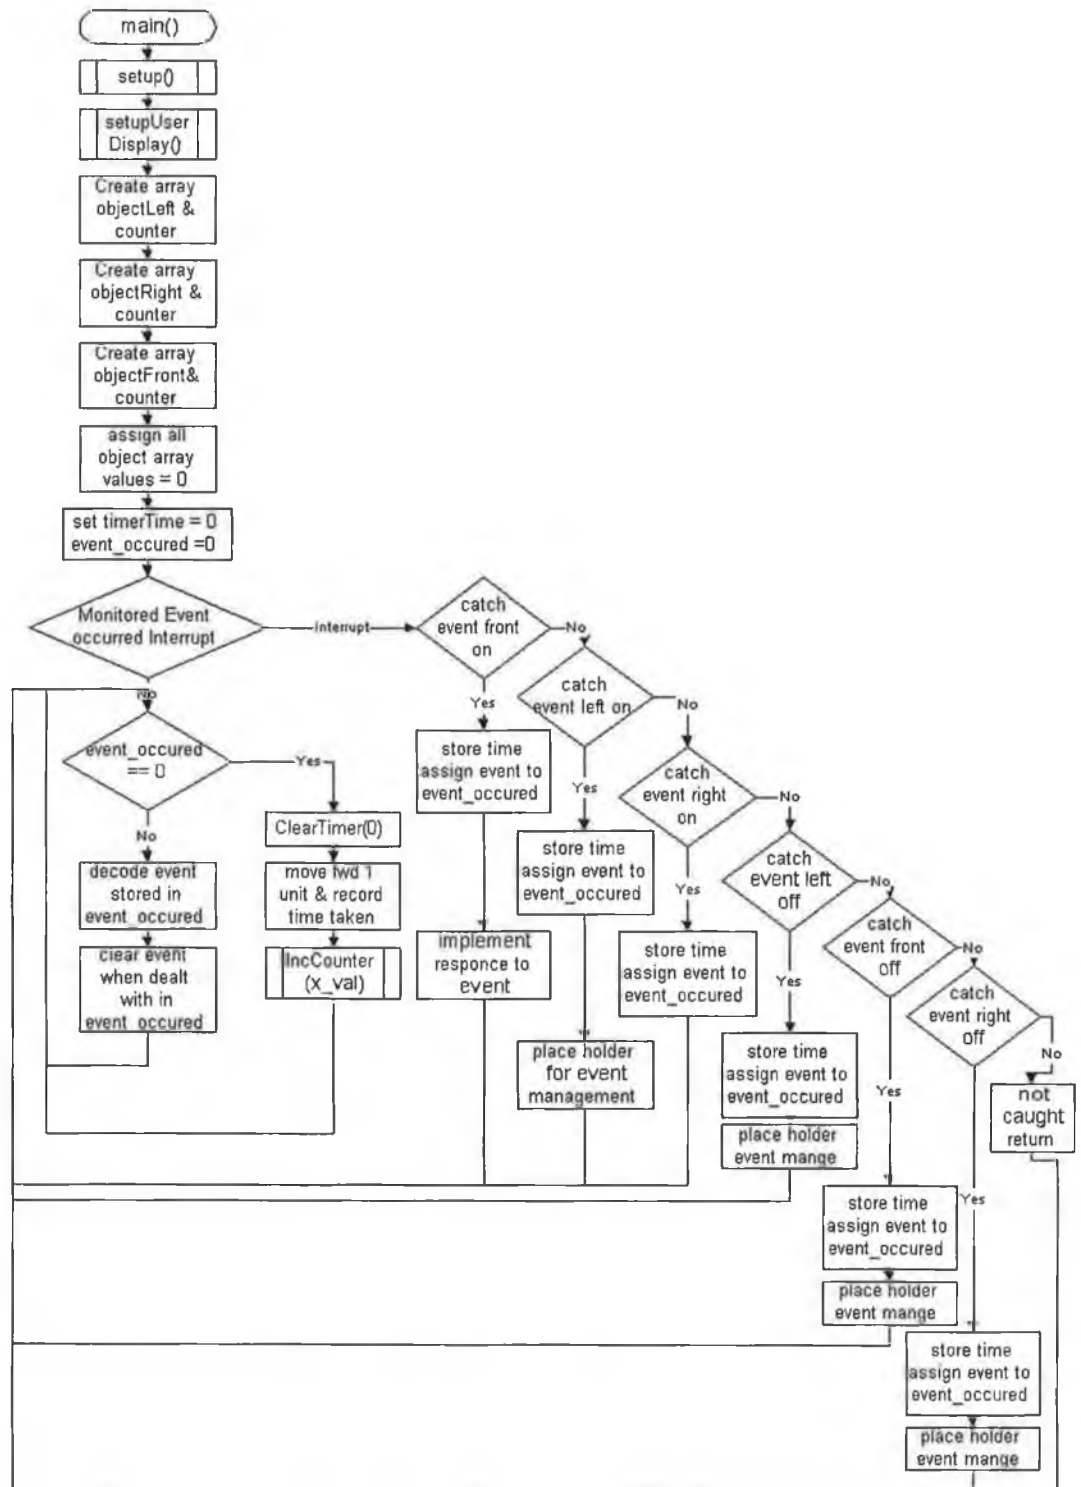 main()
setup()
setupUser
Display()
Create array
objectLeft &
counter
Create array
objectRight &
counter
Create array
objectFront&
counter
assign all
object array
values = 0
set timerTime = 0
event_occured =0
Monitored Event
occurred Interrupt
Interrupt
No
event_occured
== 0
Yes
No
ClearTimer(0)
move fwd 1
unit & record
time taken
IncCounter
(x_val)
decode event
stored in
event_occured
clear event
when dealt
with in
event_occured
catch
event front
on
No
Yes
store time
assign event to
event_occured
implement
responce to
event
catch
event left on
No
Yes
store time
assign event to
event_occured
place holder
for event
management
catch
event right
on
No
Yes
store time
assign event to
event_occured
catch
event left
off
No
Yes
store time
assign event to
event_occured
place holder
event mange
catch
event front
off
No
Yes
store time
assign event to
event_occured
place holder
event mange
catch
event right
off
No
Yes
store time
assign event to
event_occured
place holder
event mange
not
caught
return